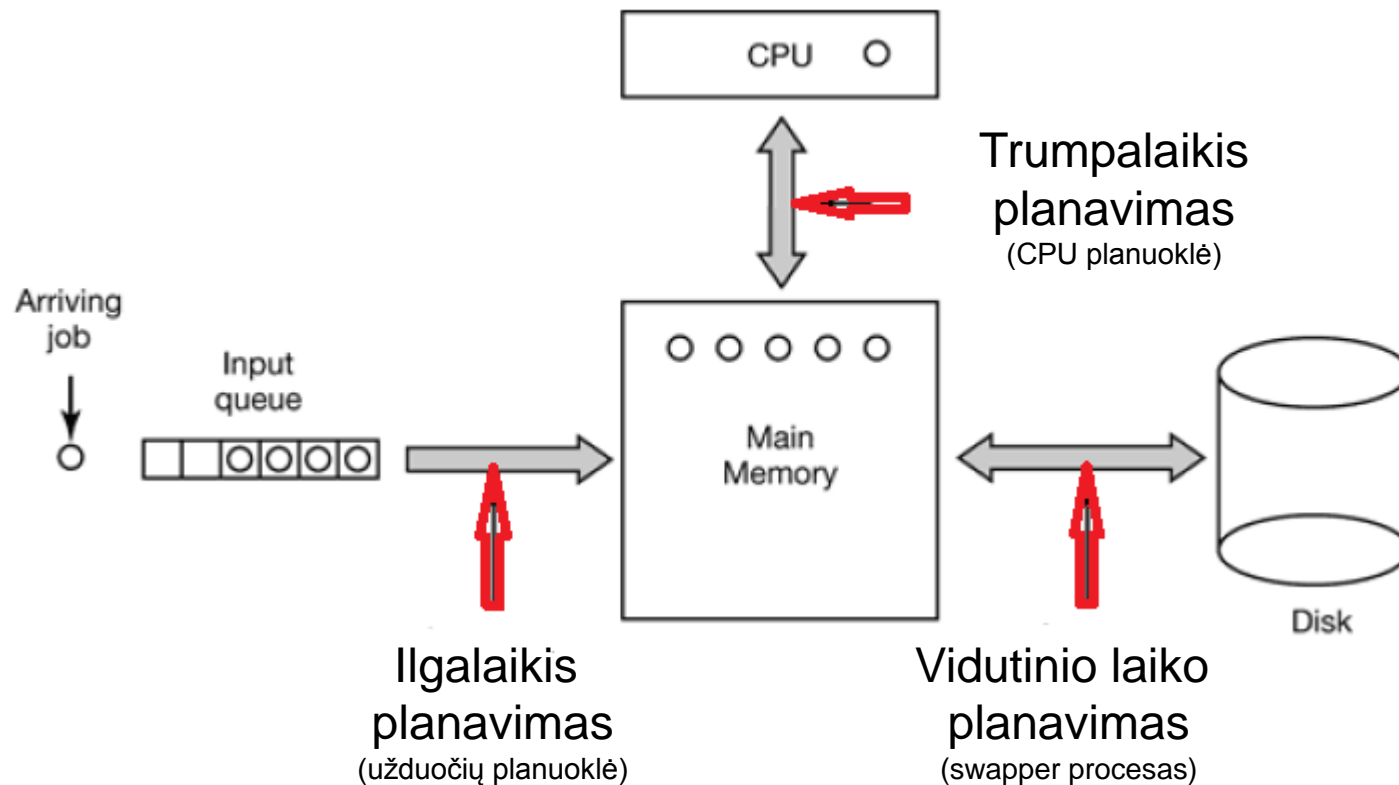 CPU
Trumpalaikis
planavimas
(CPU planuoklė)
Arriving
job
Input
queue
Main
Memory
Disk
Ilgalaikis
planavimas
(užduočių planuoklė)
Vidutinio laiko
planavimas
(swapper procesas)